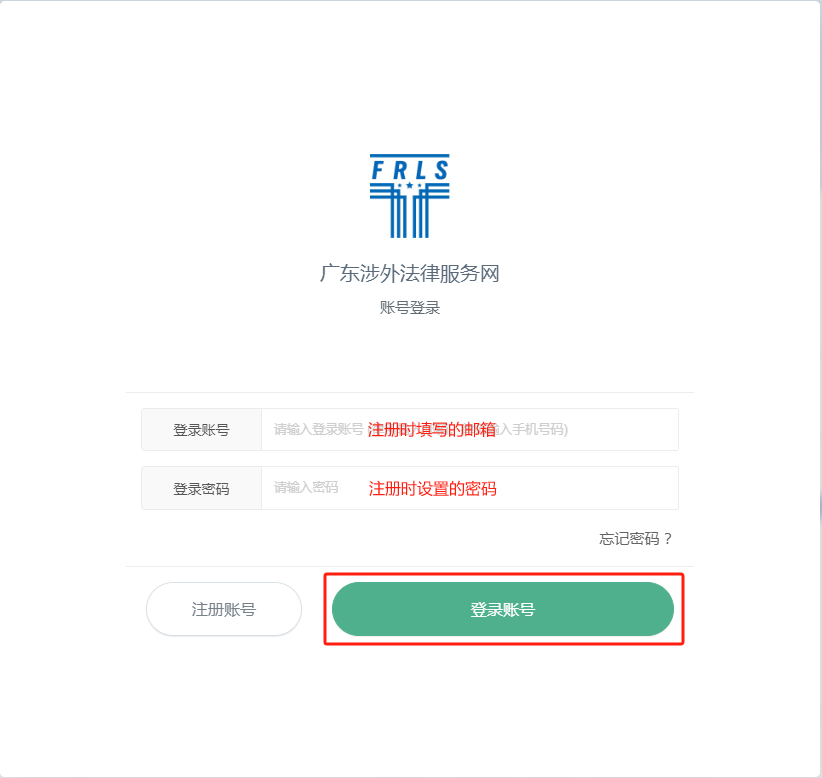 FRLS
广东涉外法律服务网
账号登录
登录账号 请输入登录账号 注册时填写的邮箱 输入手机号码)
登录密码 请输入密码 注册时设置的密码
忘记密码？
注册账号 登录账号